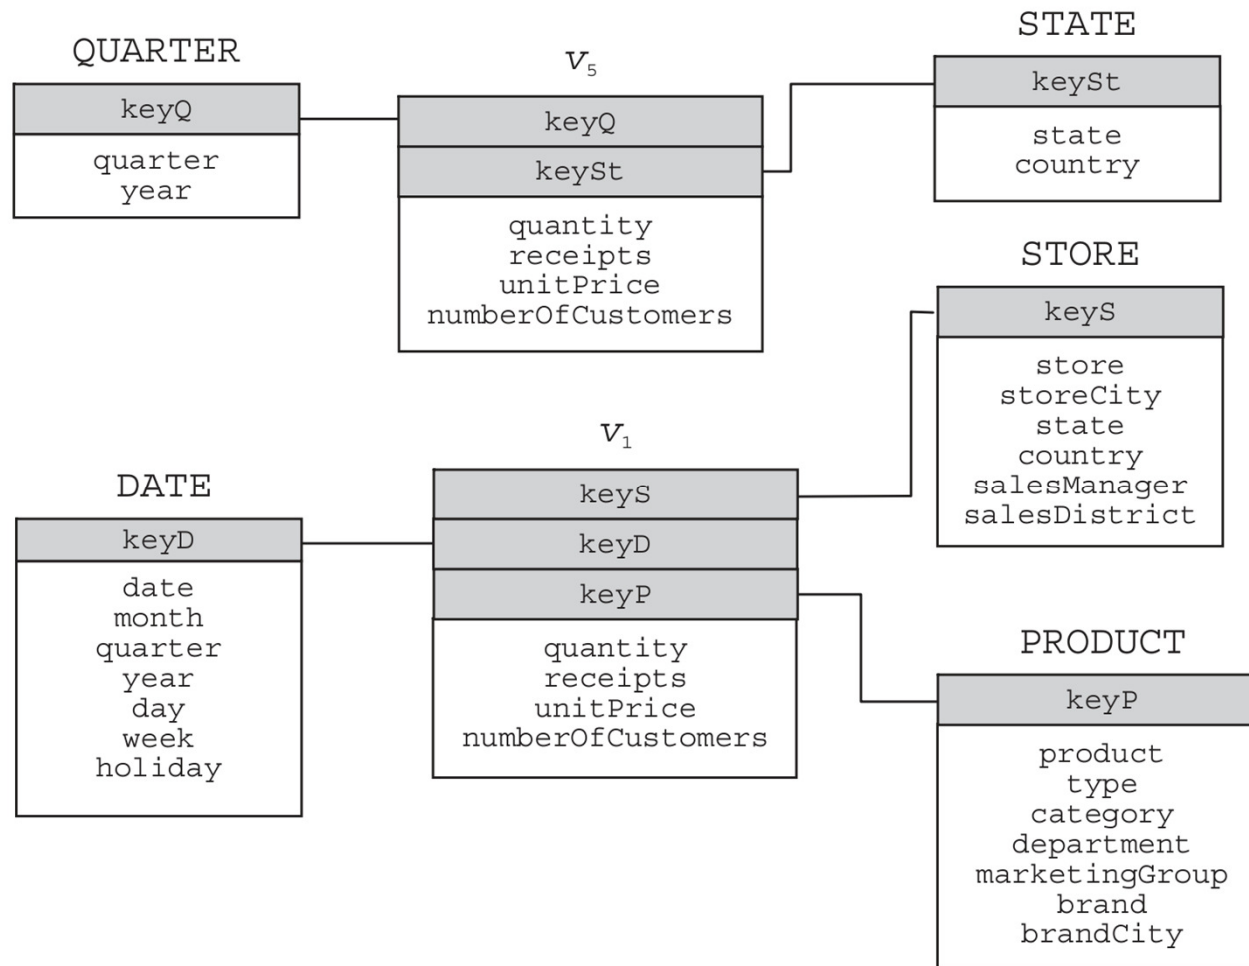 QUARTER
keyQ
quarter
year
V5
keyQ
keySt
quantity
receipts
unitPrice
numberOfCustomers
STATE
keySt
state
country
STORE
keyS
store
storeCity
state
country
salesManager
salesDistrict
DATE
keyD
date
month
quarter
year
day
week
holiday
V1
keyS
keyD
keyP
quantity
receipts
unitPrice
numberOfCustomers
PRODUCT
keyP
product
type
category
department
marketingGroup
brand
brandCity